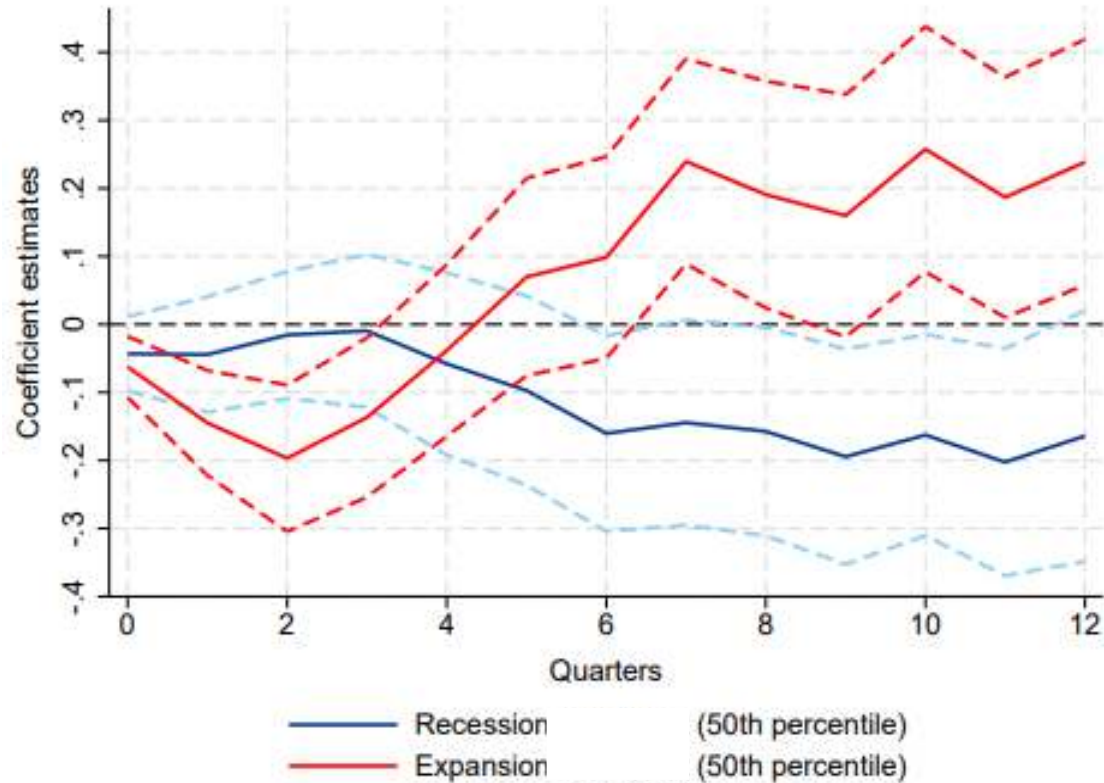 .4
.3
.2
.1
0
-.1
-.2
-.3
-.4
Coefficient estimates
0 2 4 6 8 10 12
Quarters
Recession (50th percentile)
Expansion (50th percentile)